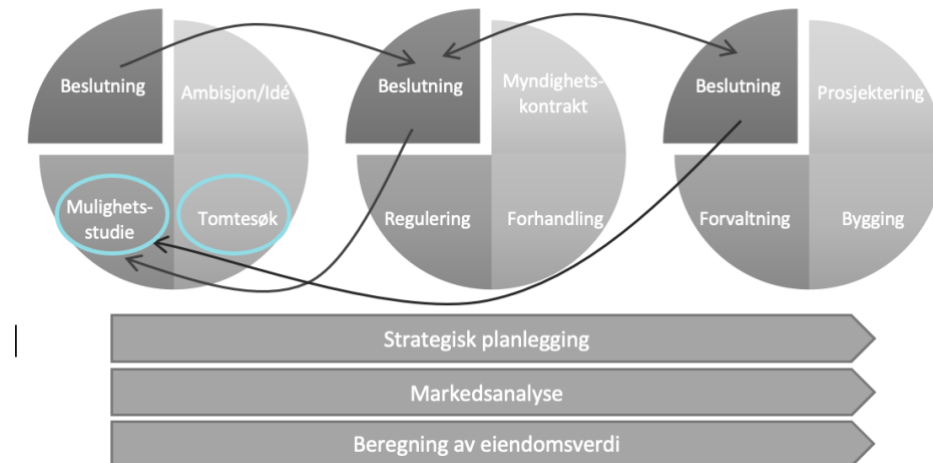 Beslutning
Ambisjon/Idé
Mulighets-
studie
Tomtesøk
Beslutning
Myndighets-
kontrakt
Regulering
Forhandling
Beslutning
Prosjektering
Forvaltning
Bygging
Strategisk planlegging
Markedsanalyse
Beregning av eiendomsverdi